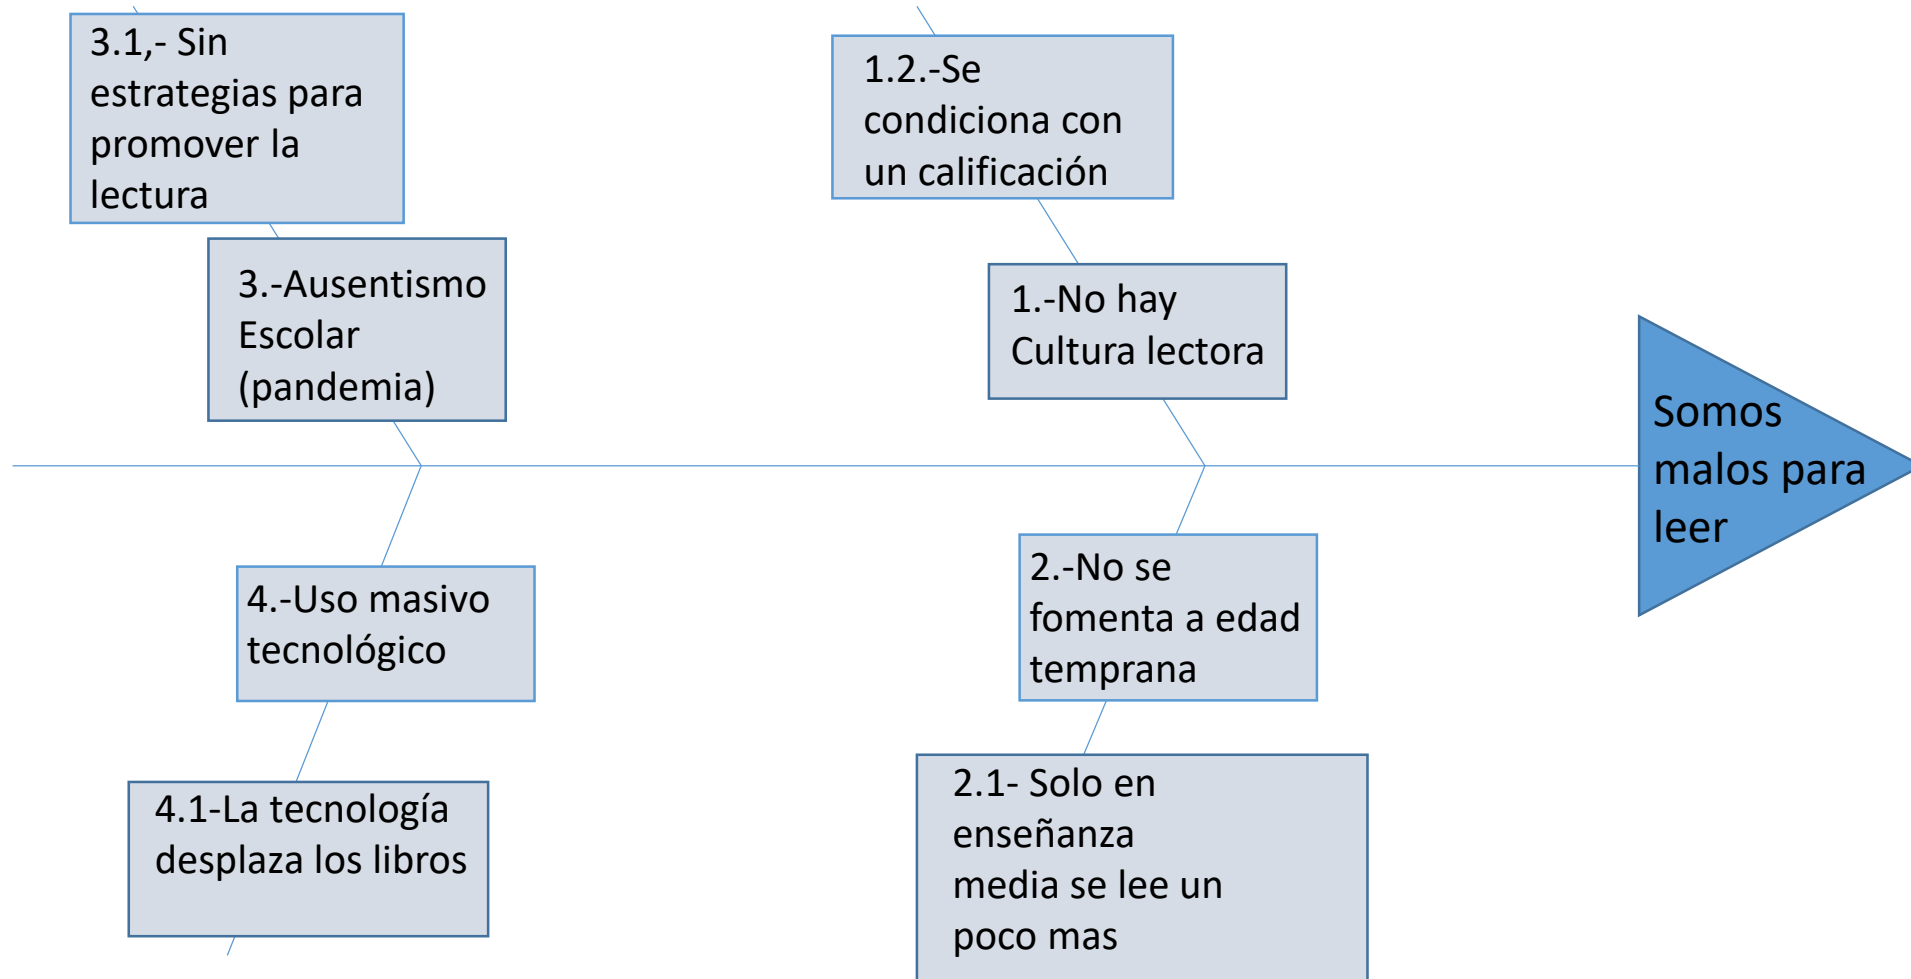 3.1,- Sin
estrategias para
promover la
lectura
1.2.-Se
condiciona con
un calificación
3.-Ausentismo
Escolar
(pandemia)
1.-No hay
Cultura lectora
Somos
malos para
leer
4.-Uso masivo
tecnológico
2.-No se
fomenta a edad
temprana
4.1-La tecnología
desplaza los libros
2.1- Solo en
enseñanza
media se lee un
poco mas